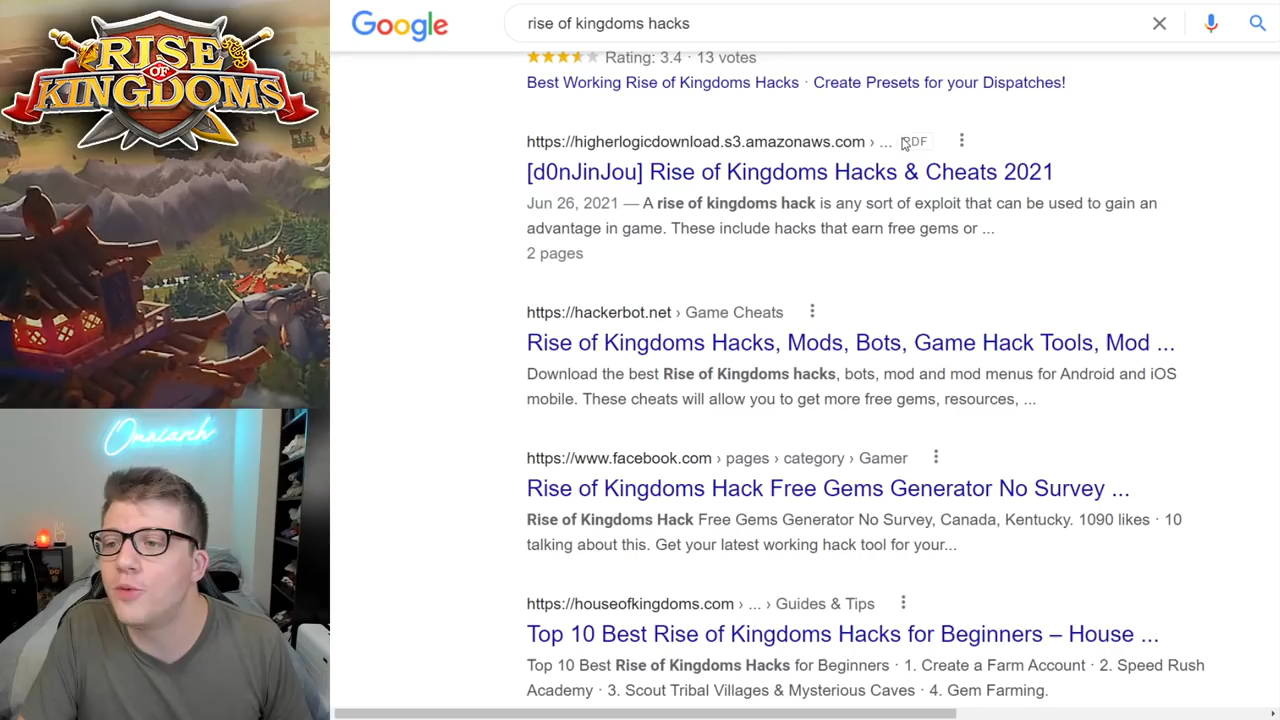 RISE
OF
KINGDOMS
Omniarch
Google
rise of kingdoms hacks
Rating: 3.4 · 13 votes
Best Working Rise of Kingdoms Hacks · Create Presets for your Dispatches!
https://higherlogicdownload.s3.amazonaws.com › ... PDF
[d0nJinJou] Rise of Kingdoms Hacks & Cheats 2021
Jun 26, 2021 — A rise of kingdoms hack is any sort of exploit that can be used to gain an
advantage in game. These include hacks that earn free gems or ...
2 pages
https://hackerbot.net › Game Cheats
Rise of Kingdoms Hacks, Mods, Bots, Game Hack Tools, Mod ...
Download the best Rise of Kingdoms hacks, bots, mod and mod menus for Android and iOS
mobile. These cheats will allow you to get more free gems, resources, ...
https://www.facebook.com › pages › category › Gamer
Rise of Kingdoms Hack Free Gems Generator No Survey ...
Rise of Kingdoms Hack Free Gems Generator No Survey, Canada, Kentucky. 1090 likes · 10
talking about this. Get your latest working hack tool for your...
https://houseofkingdoms.com › ... › Guides & Tips
Top 10 Best Rise of Kingdoms Hacks for Beginners – House ...
Top 10 Best Rise of Kingdoms Hacks for Beginners · 1. Create a Farm Account · 2. Speed Rush
Academy · 3. Scout Tribal Villages & Mysterious Caves · 4. Gem Farming.